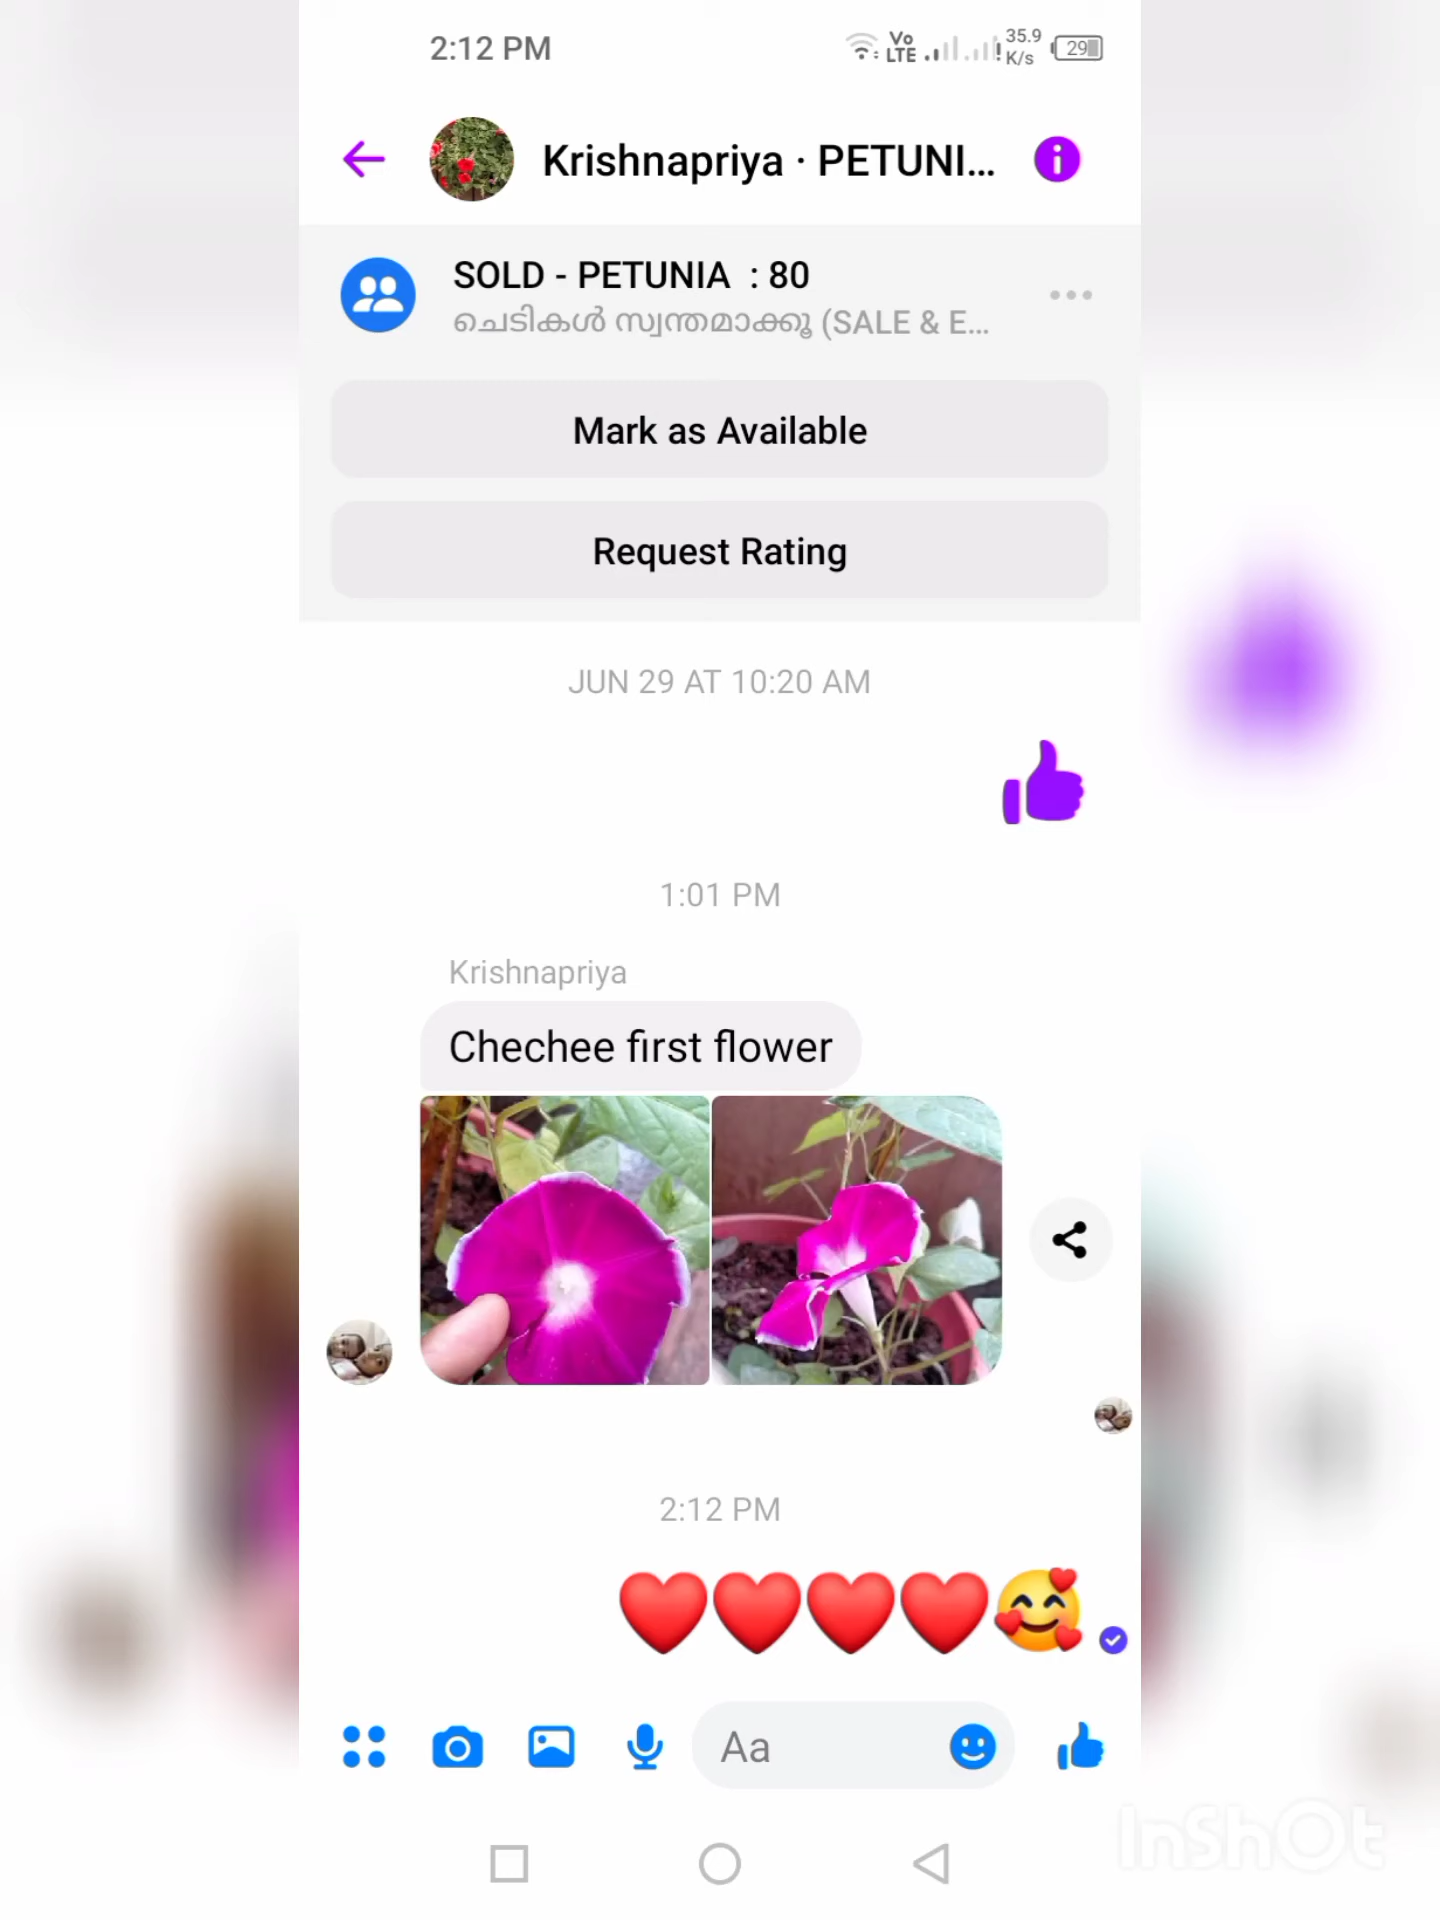 2:12 PM
Vo
LTE
35.9
K/s
29
Krishnapriya · PETUNI...
SOLD - PETUNIA : 80
ചെടികൾ സ്വന്തമാക്കൂ (SALE & E...
Mark as Available
Request Rating
JUN 29 AT 10:20 AM
1:01 PM
Krishnapriya
Chechee first flower
2:12 PM
Aa
InShOt